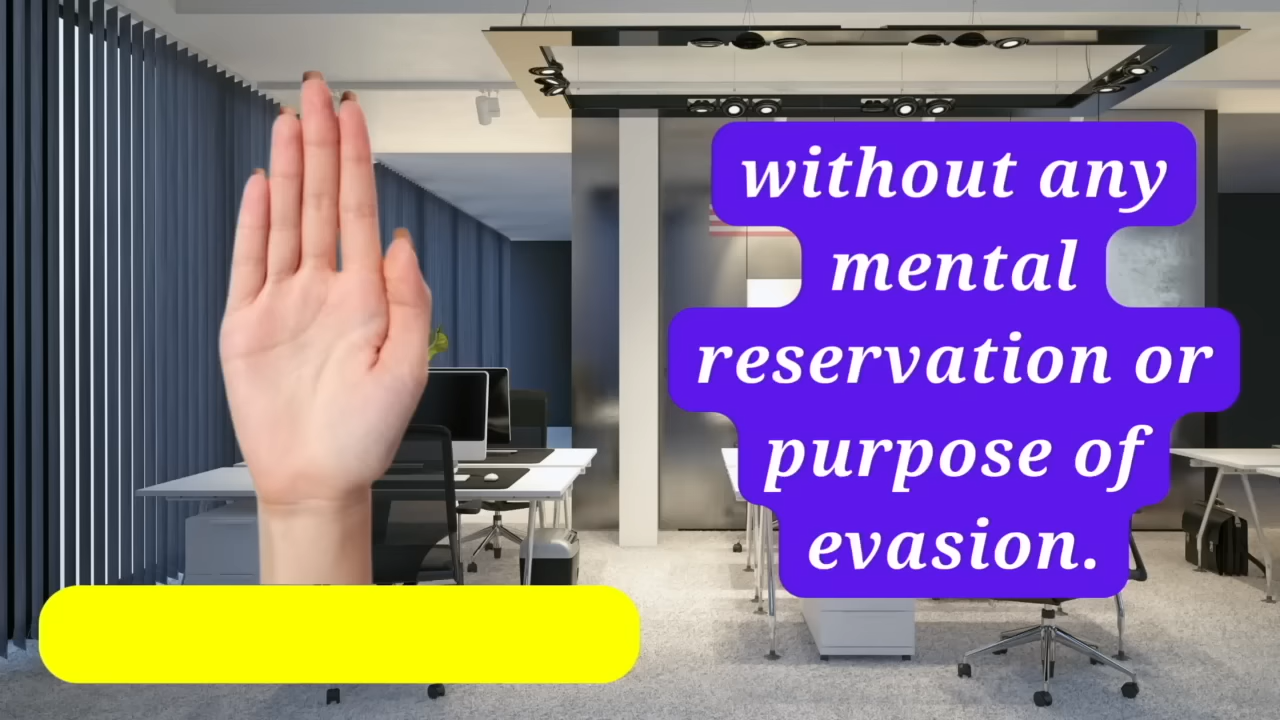 without any
mental
reservation or
purpose of
evasion.